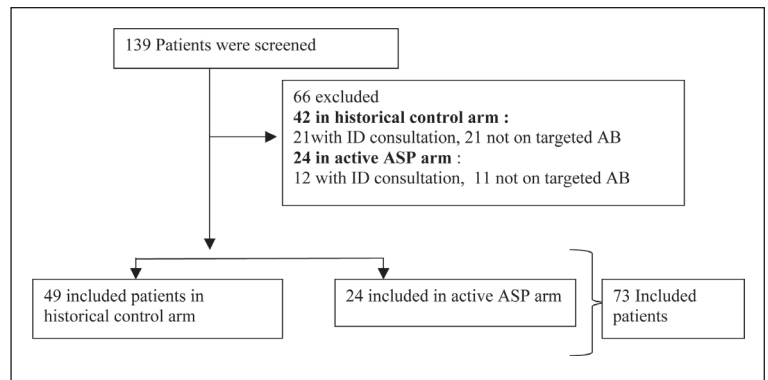 139 Patients were screened
66 excluded
42 in historical control arm :
21with ID consultation, 21 not on targeted AB
24 in active ASP arm :
12 with ID consultation, 11 not on targeted AB
49 included patients in
historical control arm
24 included in active ASP arm
73 Included
patients